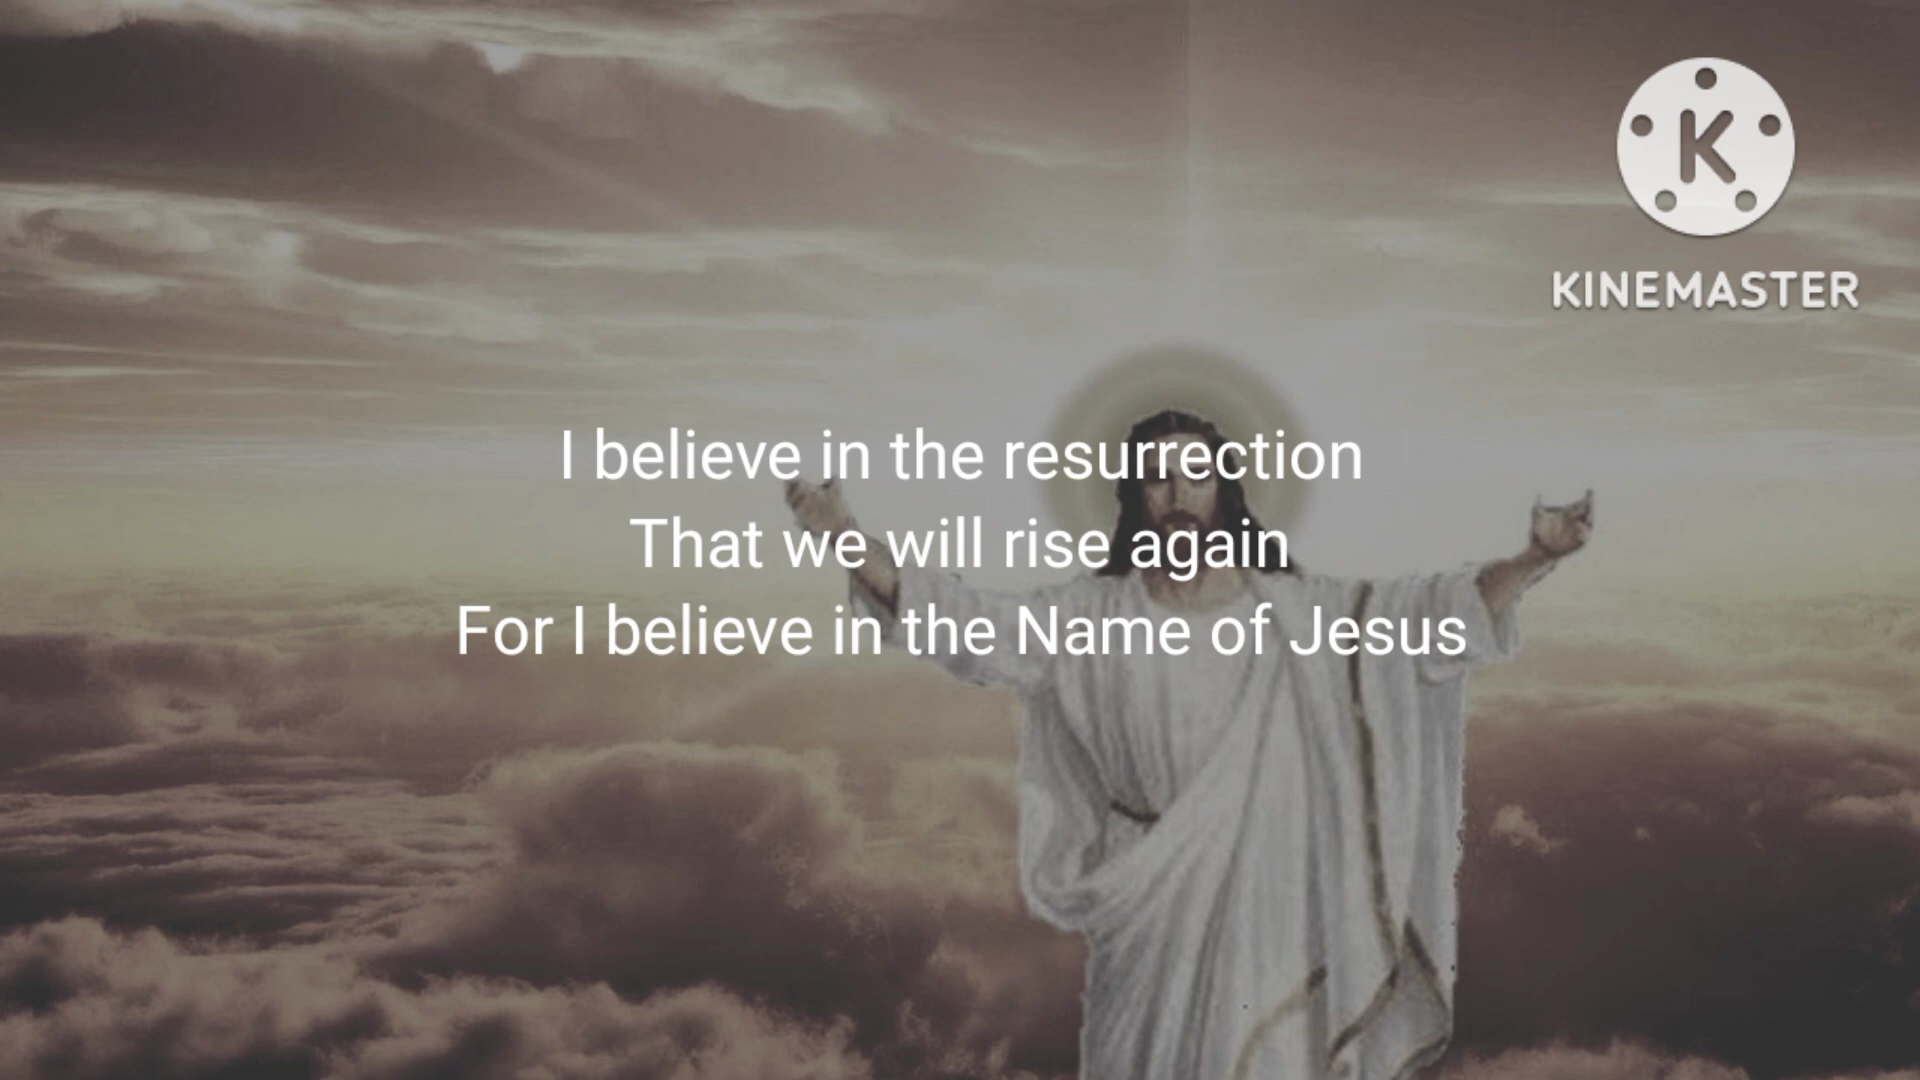 K
KINEMASTER
I believe in the resurrection
That we will rise again
For I believe in the Name of Jesus